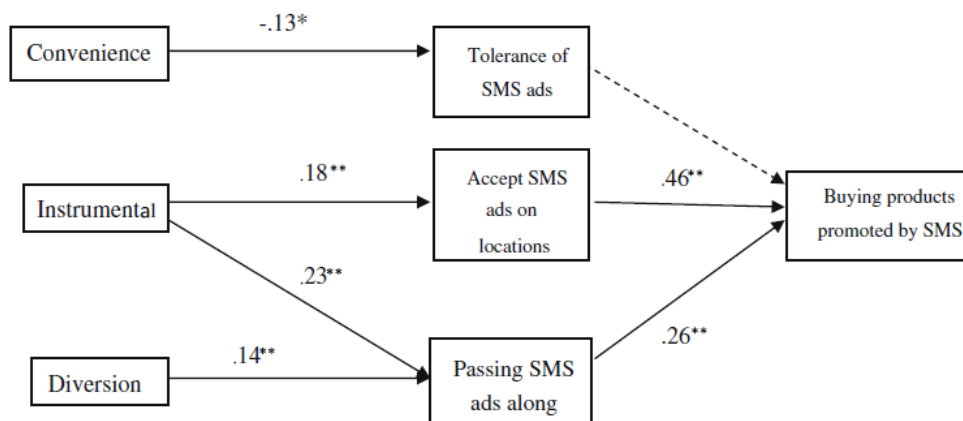 -.13*
Convenience
Tolerance of
SMS ads
.18**
Accept SMS
ads on
locations
.46**
Instrumental
Buying products
promoted by SMS
.23**
.26**
.14**
Diversion
Passing SMS
ads along